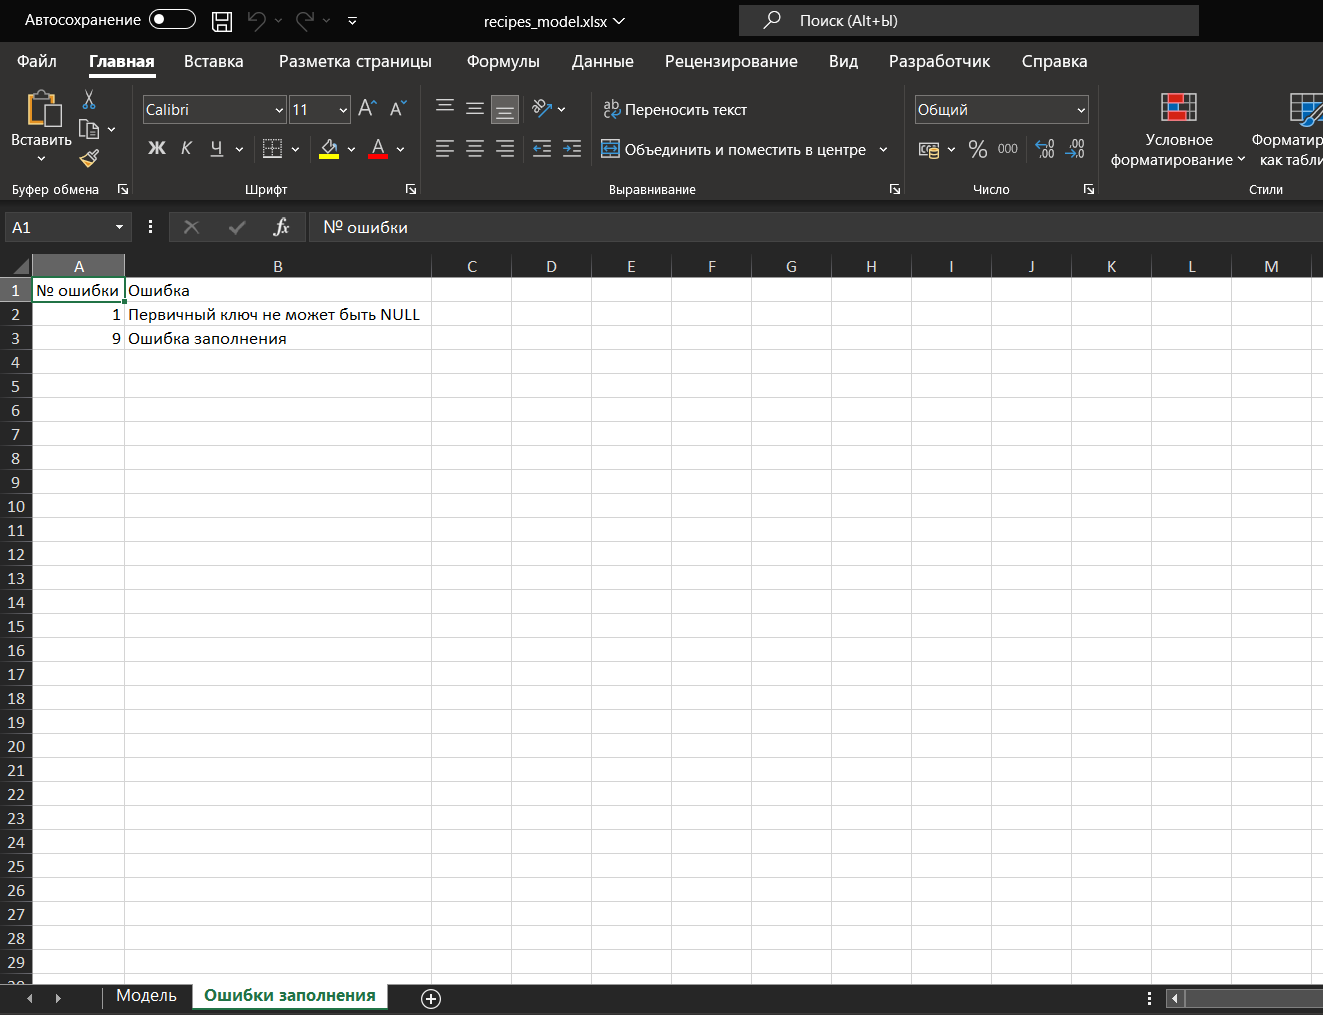 Автосохранение
recipes_model.xlsx
Поиск (Alt+Ы)
Файл Главная Вставка Разметка страницы Формулы Данные Рецензирование Вид Разработчик Справка
Вставить
Буфер обмена
Calibri 11
Ж К Ч А
Шрифт
Переносить текст
Объединить и поместить в центре
Выравнивание
Общий
% 000
Число
Условное
форматирование
Форматир
как табли
Стили
A1 fx № ошибки
A B C D E F G H I J K L M
1 № ошибки Ошибка
2 1 Первичный ключ не может быть NULL
3 9 Ошибка заполнения
4
5
6
7
8
9
10
11
12
13
14
15
16
17
18
19
20
21
22
23
24
25
26
27
28
29
Модель Ошибки заполнения